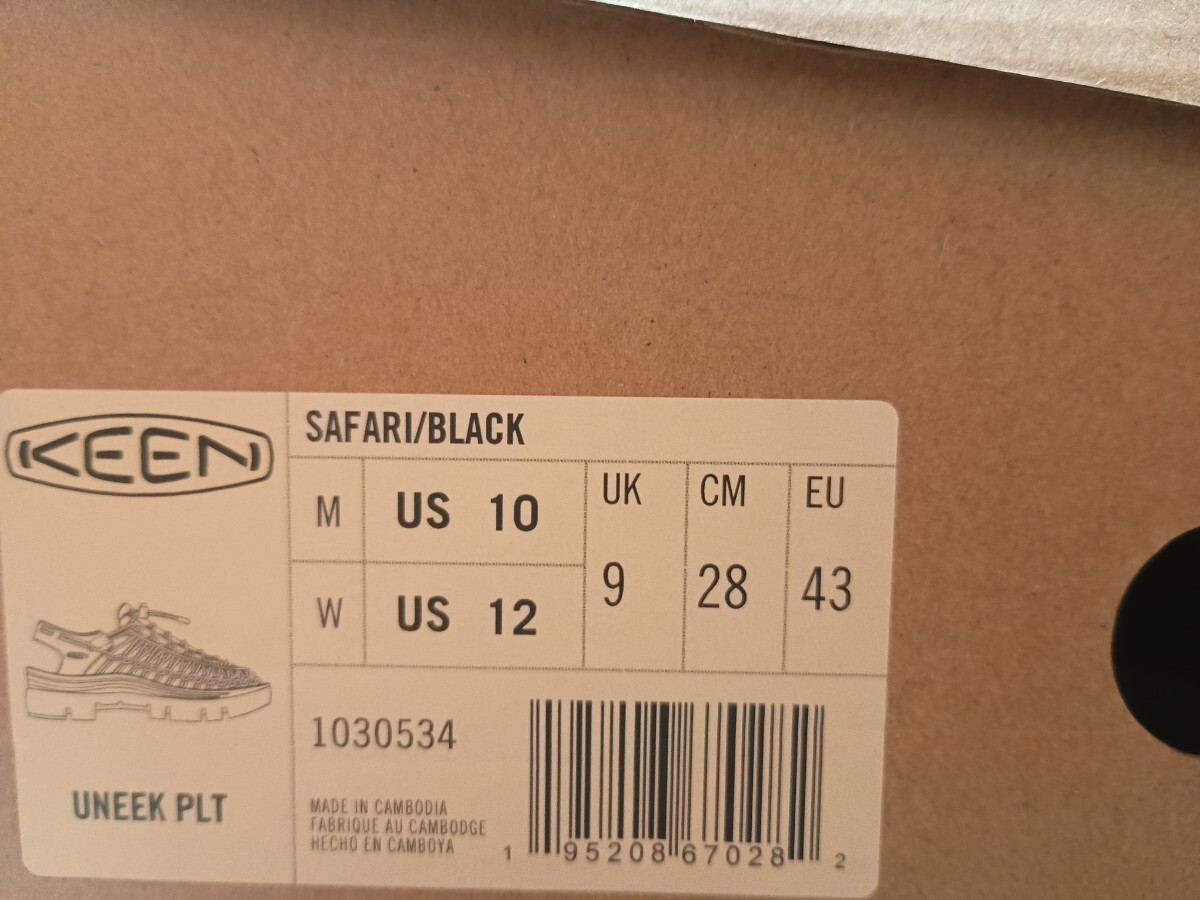 KEEN
SAFARI/BLACK
M US 10
W US 12
UK CM EU
9 28 43
1030534
MADE IN CAMBODIA
FABRIQUE AU CAMBODGE
HECHO EN CAMBOYA
1 95208 67028 2
UNEEK PLT